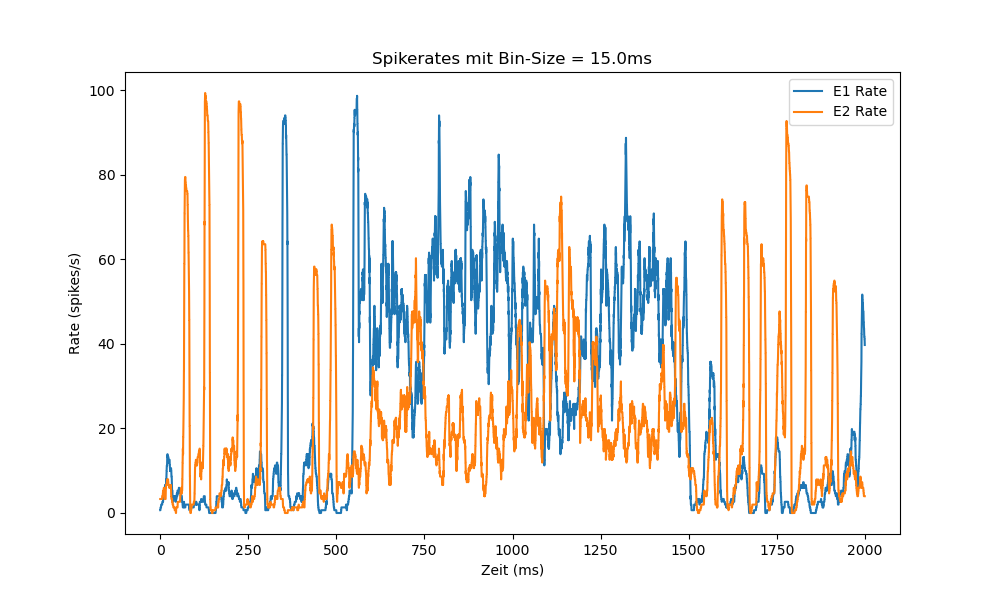 Spikerates mit Bin-Size = 15.0ms
E1 Rate
E2 Rate
100
80
60
40
20
0
Rate (spikes/s)
0 250 500 750 1000 1250 1500 1750 2000
Zeit (ms)